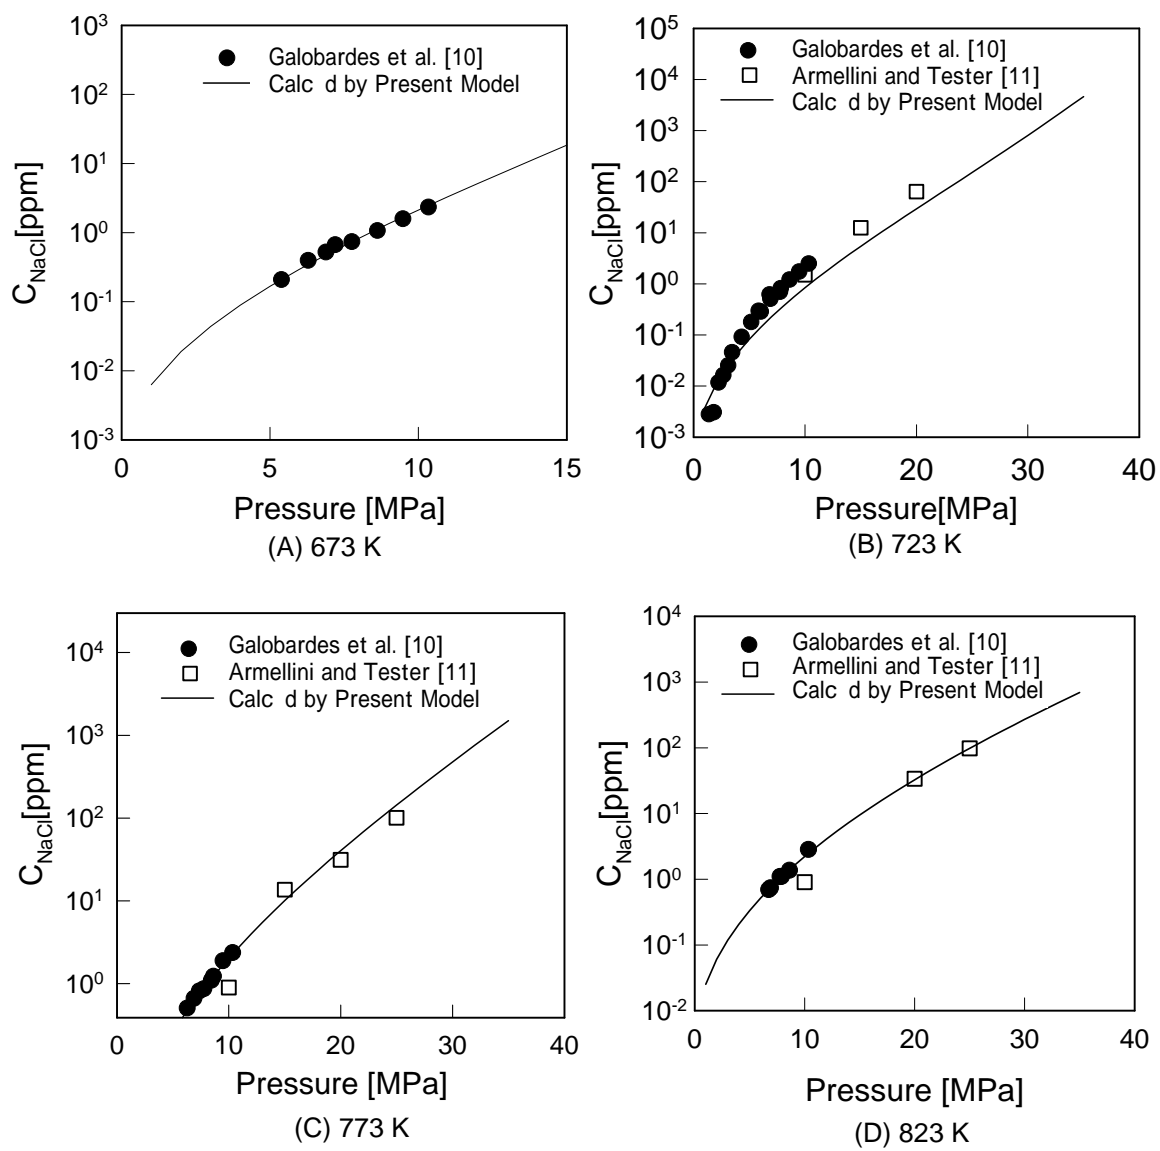 10³
Galobardes et al. [10]
Calc d by Present Model
10²
10¹
10⁰
10⁻¹
10⁻²
10⁻³
C_NaCl[ppm]
0 5 10 15
Pressure [MPa]
(A) 673 K
10⁵
Galobardes et al. [10]
Armellini and Tester [11]
Calc d by Present Model
10⁴
10³
10²
10¹
10⁰
10⁻¹
10⁻²
10⁻³
C_NaCl[ppm]
0 10 20 30 40
Pressure[MPa]
(B) 723 K
Galobardes et al. [10]
Armellini and Tester [11]
Calc d by Present Model
10⁴
10³
10²
10¹
10⁰
C_NaCl[ppm]
0 10 20 30 40
Pressure [MPa]
(C) 773 K
10⁴
Galobardes et al. [10]
Armellini and Tester [11]
Calc d by Present Model
10³
10²
10¹
10⁰
10⁻¹
10⁻²
C_NaCl[ppm]
0 10 20 30 40
Pressure [MPa]
(D) 823 K